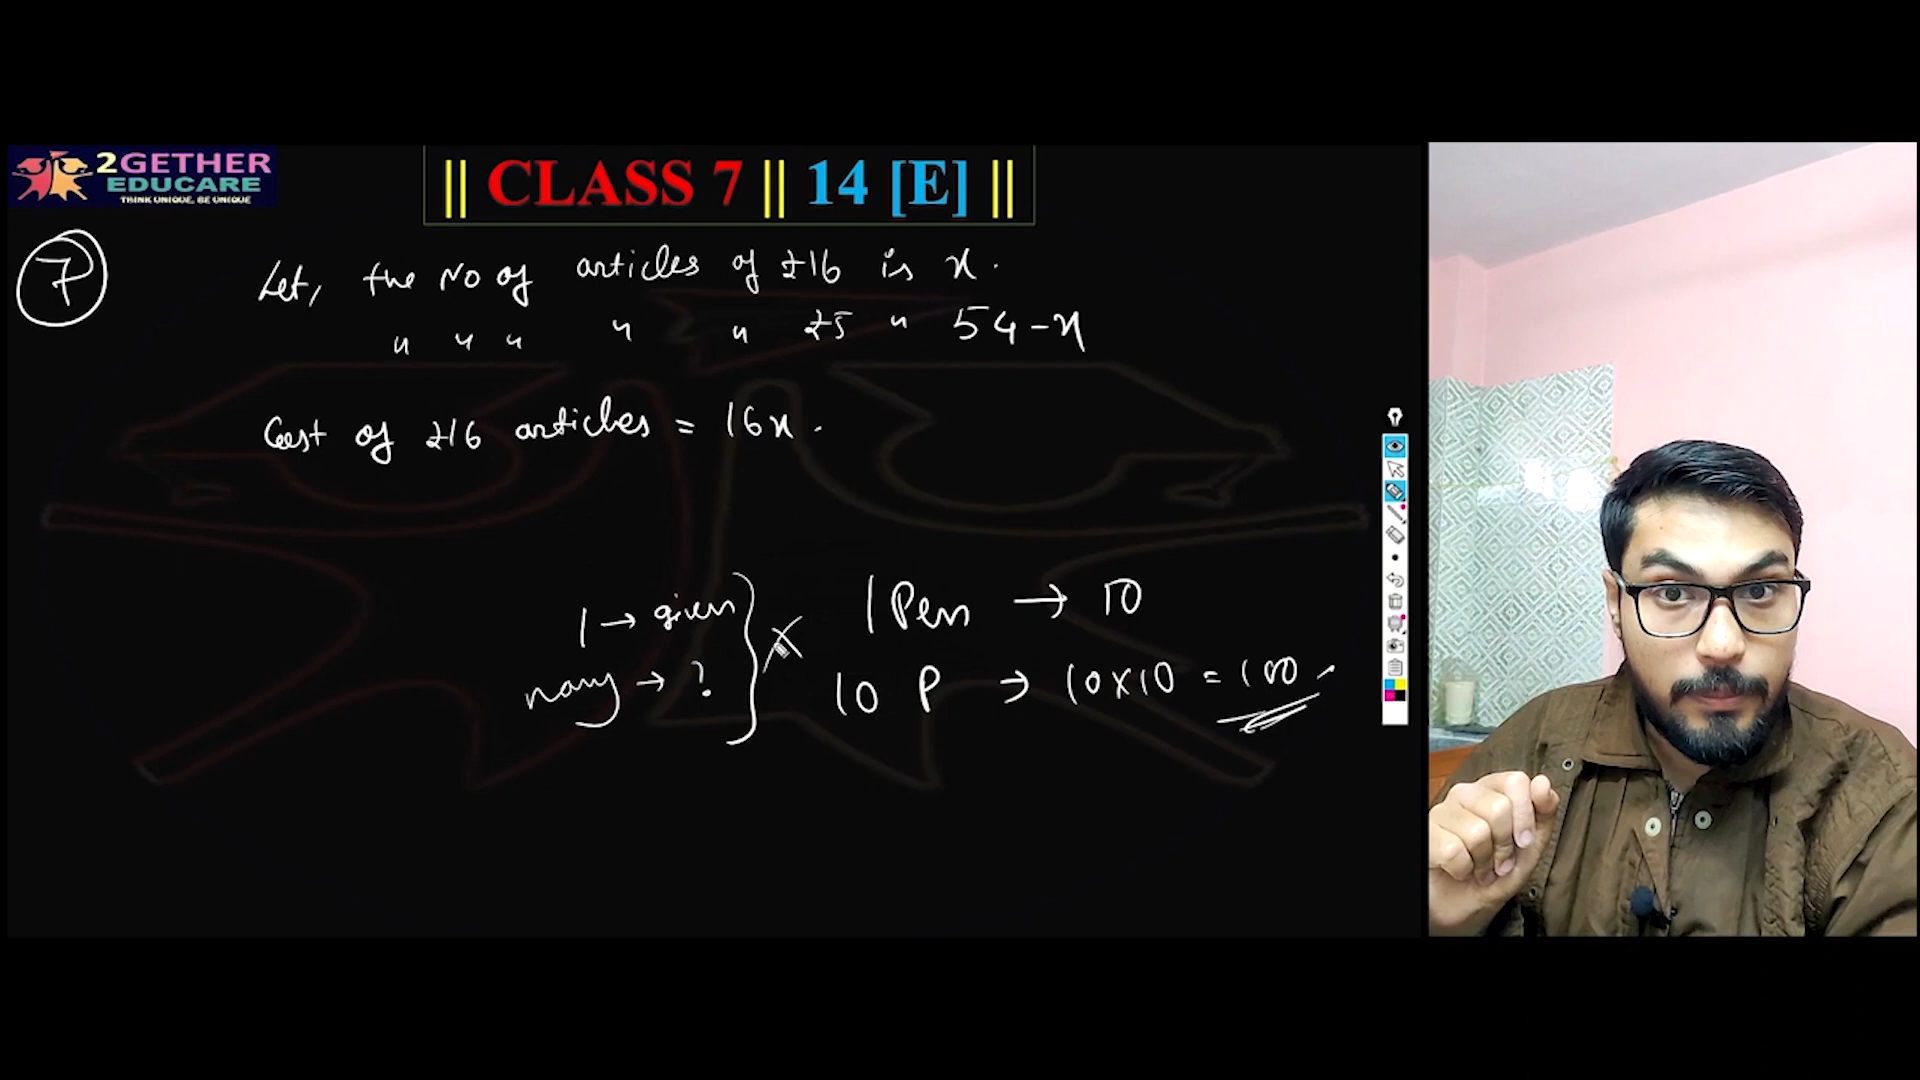 2GETHER
EDUCARE
THINK UNIQUE, BE UNIQUE
|| CLASS 7 || 14 [E] ||
7
Let, the No of articles of ₹16 is x.
" " " " " ₹5 " 54-x
Cost of ₹16 articles = 16x.
1 → given
many → ?
×
1 Pen → 10
10 P → 10×10 = 100